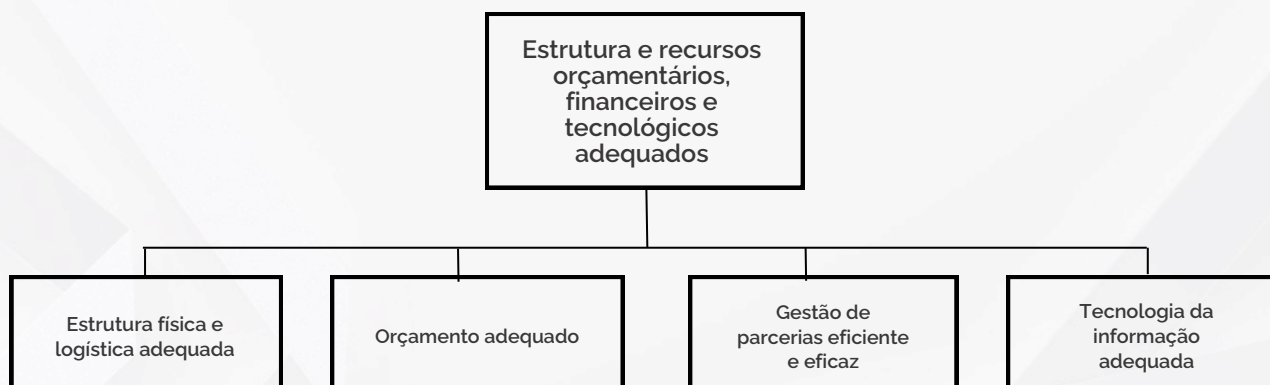 Estrutura e recursos
orçamentários,
financeiros e
tecnológicos
adequados
Estrutura física e
logística adequada
Orçamento adequado
Gestão de
parcerias eficiente
e eficaz
Tecnologia da
informação
adequada